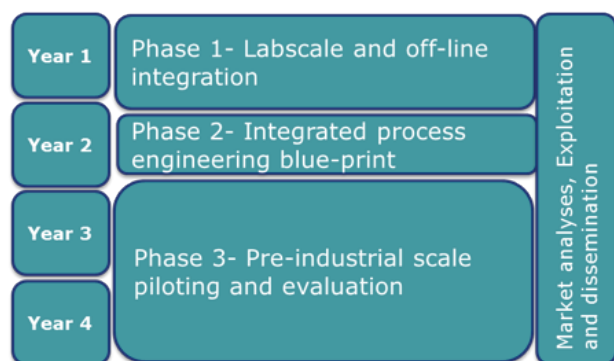 Year 1
Phase 1- Labscale and off-line
integration
Year 2
Phase 2- Integrated process
engineering blue-print
Year 3
Phase 3- Pre-industrial scale
piloting and evaluation
Year 4
Market analyses, Exploitation
and dissemination